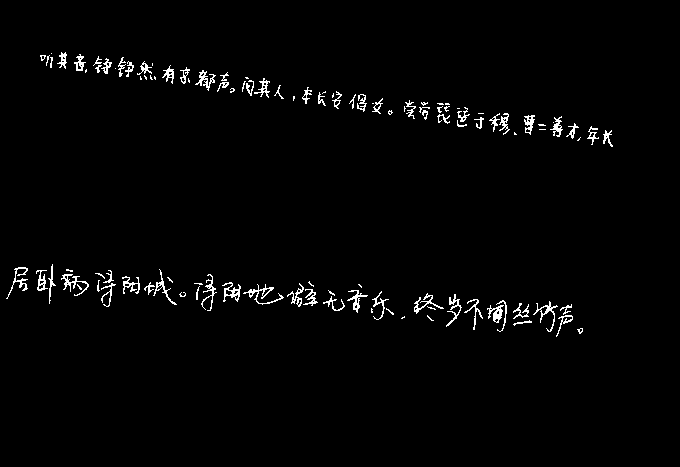 听其音,铮铮然,有京都声。问其人,本长安倡女。尝学琵琶于穆、曹二善才,年长
居卧病浔阳城。浔阳地僻无音乐,终岁不闻丝竹声。